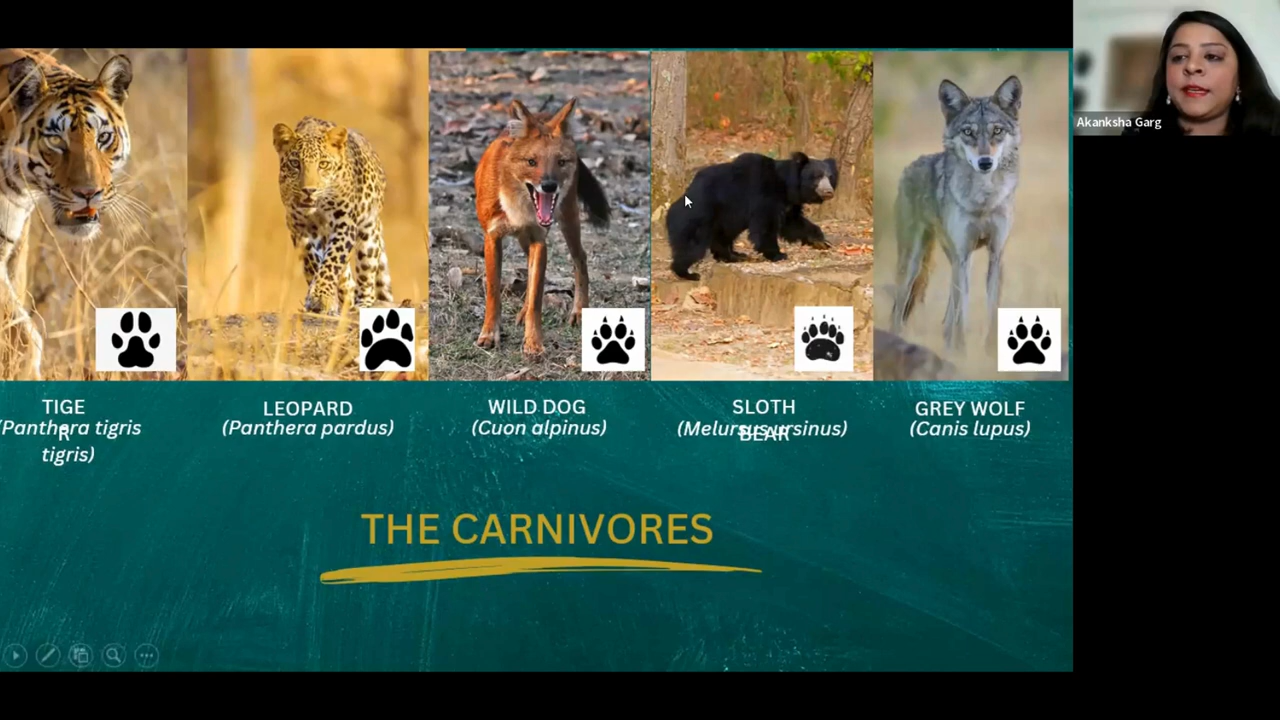 Akanksha Garg
TIGE
R
(Panthera tigris
tigris)
LEOPARD
(Panthera pardus)
WILD DOG
(Cuon alpinus)
SLOTH
BEAR
(Melursus ursinus)
GREY WOLF
(Canis lupus)
THE CARNIVORES